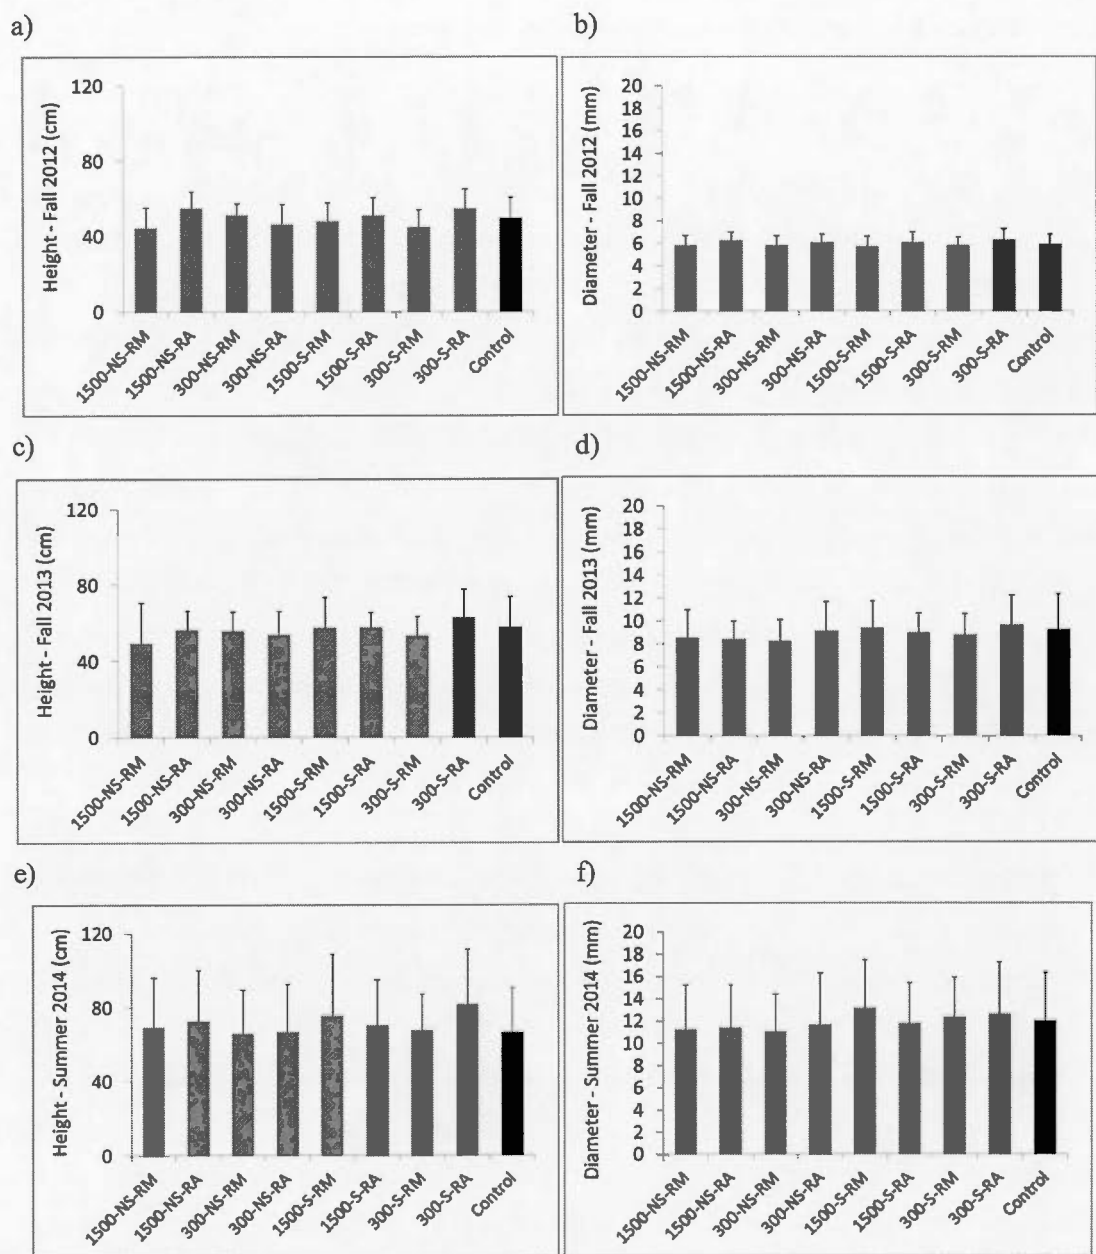 a)
Height - Fall 2012 (cm)
120
80
40
0
1500-NS-RM
1500-NS-RA
300-NS-RM
300-NS-RA
1500-S-RM
1500-S-RA
300-S-RM
300-S-RA
Control
b)
Diameter - Fall 2012 (mm)
20
18
16
14
12
10
8
6
4
2
0
1500-NS-RM
1500-NS-RA
300-NS-RM
300-NS-RA
1500-S-RM
1500-S-RA
300-S-RM
300-S-RA
Control
c)
Height - Fall 2013 (cm)
120
80
40
0
1500-NS-RM
1500-NS-RA
300-NS-RM
300-NS-RA
1500-S-RM
1500-S-RA
300-S-RM
300-S-RA
Control
d)
Diameter - Fall 2013 (mm)
20
18
16
14
12
10
8
6
4
2
0
1500-NS-RM
1500-NS-RA
300-NS-RM
300-NS-RA
1500-S-RM
1500-S-RA
300-S-RM
300-S-RA
Control
e)
Height - Summer 2014 (cm)
120
80
40
0
1500-NS-RM
1500-NS-RA
300-NS-RM
300-NS-RA
1500-S-RM
1500-S-RA
300-S-RM
300-S-RA
Control
f)
Diameter - Summer 2014 (mm)
20
18
16
14
12
10
8
6
4
2
0
1500-NS-RM
1500-NS-RA
300-NS-RM
300-NS-RA
1500-S-RM
1500-S-RA
300-S-RM
300-S-RA
Control